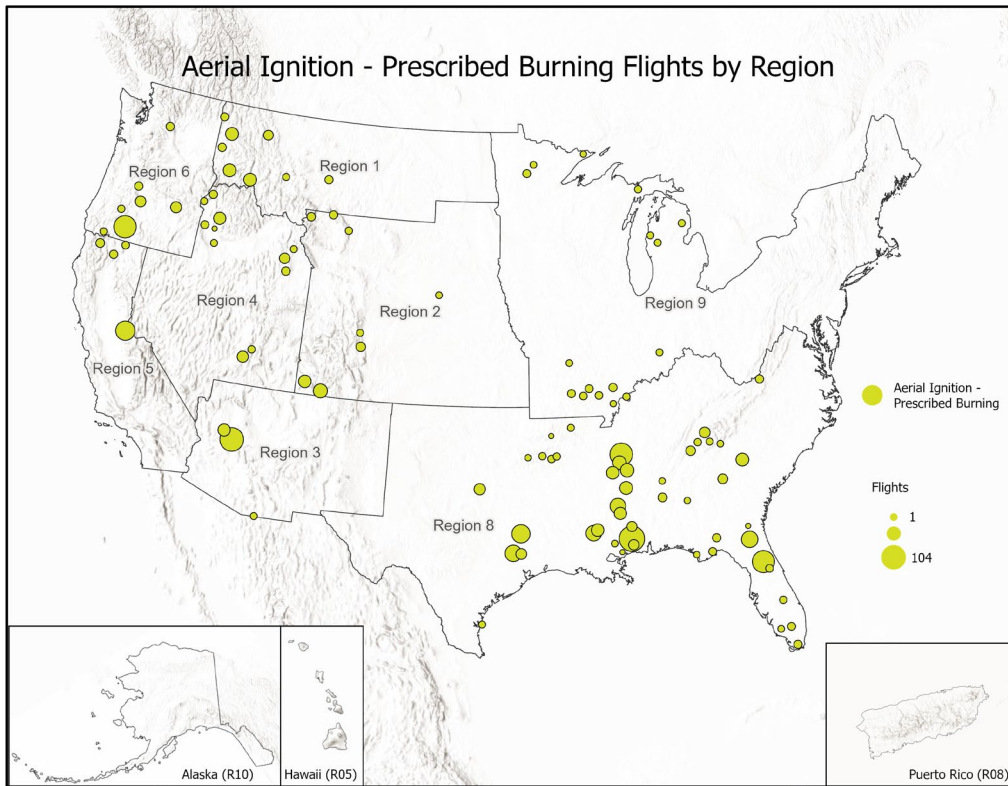 Aerial Ignition - Prescribed Burning Flights by Region
Region 6
Region 1
Region 4
Region 2
Region 9
Region 5
Region 3
Region 8
Aerial Ignition -
Prescribed Burning
Flights
1
104
Alaska (R10)
Hawaii (R05)
Puerto Rico (R08)